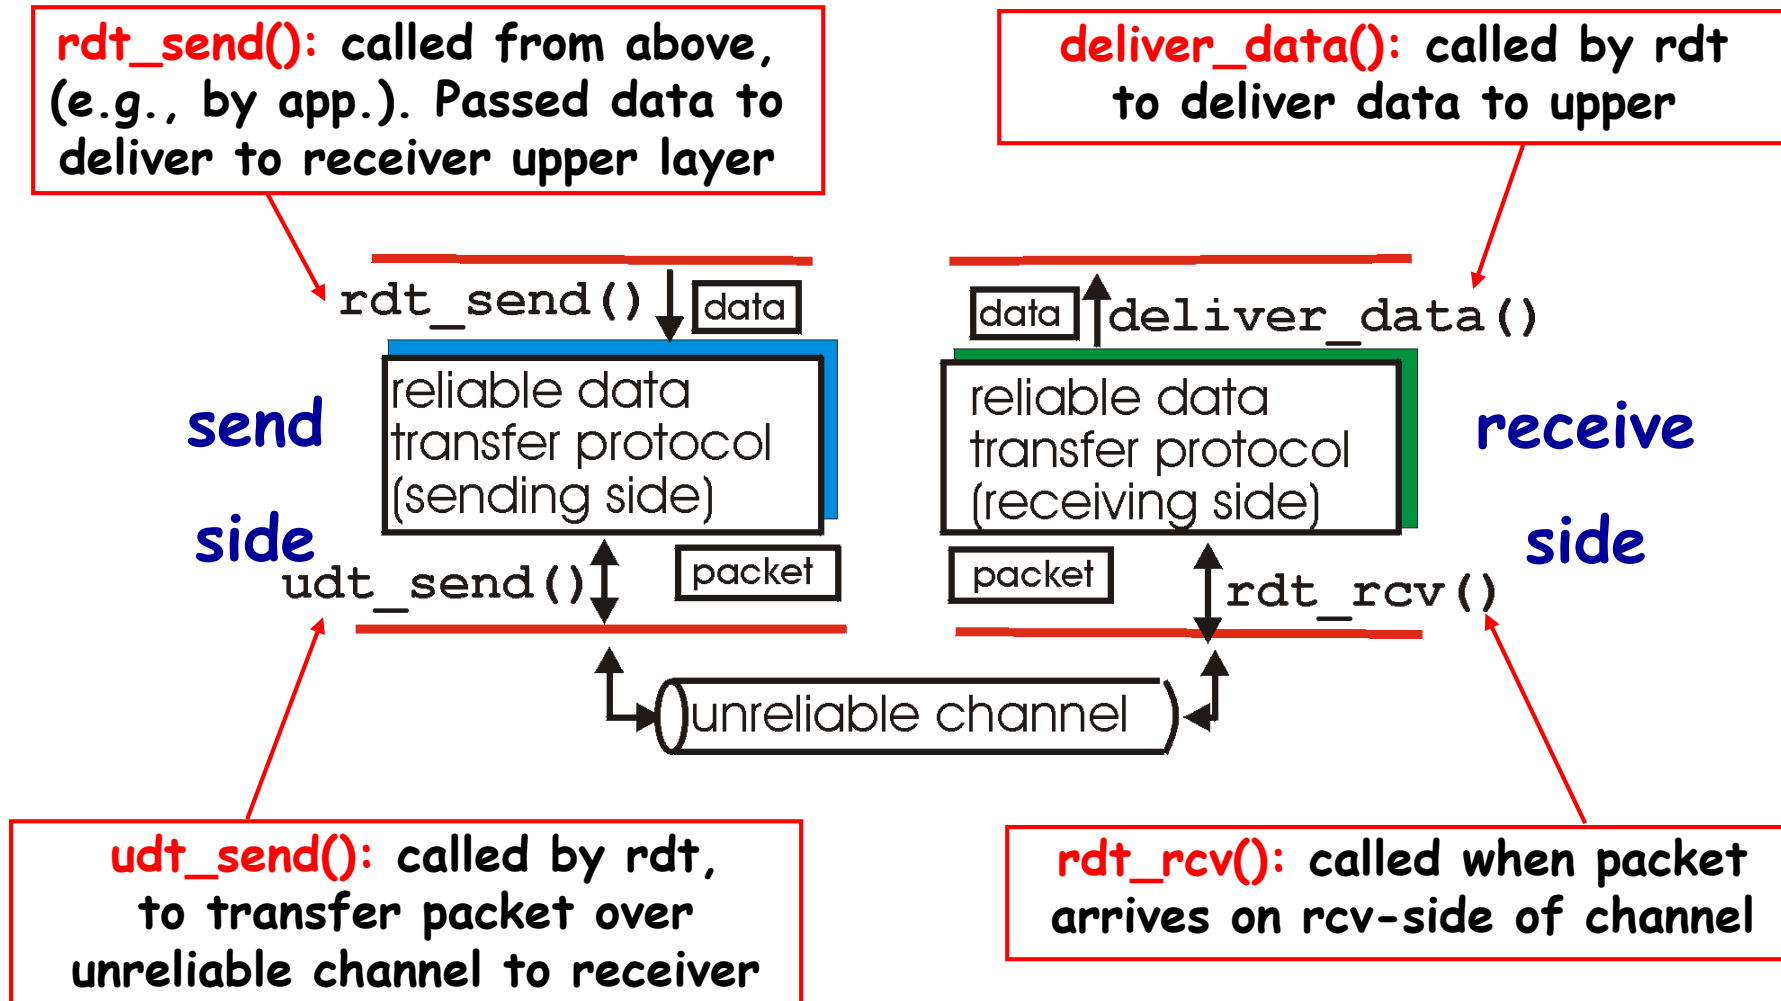 rdt_send(): called from above,
(e.g., by app.). Passed data to
deliver to receiver upper layer
deliver_data(): called by rdt
to deliver data to upper
rdt_send()
data
data
deliver_data()
send
side
reliable data
transfer protocol
(sending side)
reliable data
transfer protocol
(receiving side)
receive
side
udt_send()
packet
packet
rdt_rcv()
unreliable channel
udt_send(): called by rdt,
to transfer packet over
unreliable channel to receiver
rdt_rcv(): called when packet
arrives on rcv-side of channel